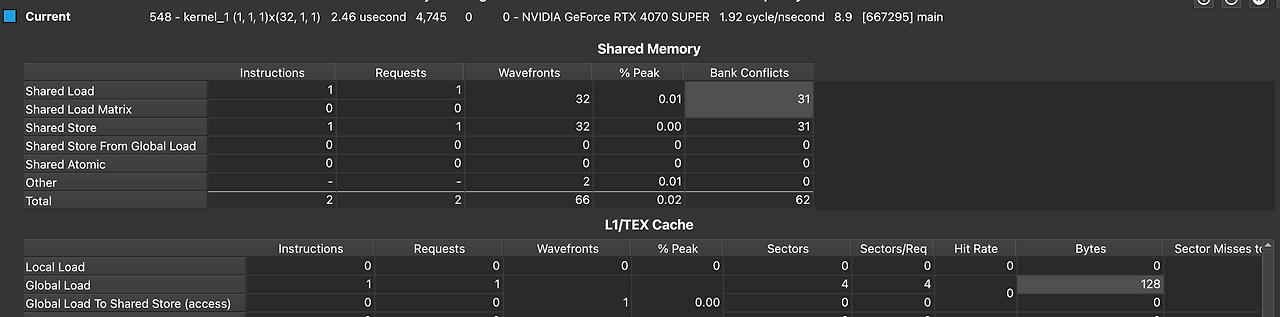 Current 548 - kernel_1 (1, 1, 1)x(32, 1, 1) 2.46 usecond 4,745 0 0 - NVIDIA GeForce RTX 4070 SUPER 1.92 cycle/nsecond 8.9 [667295] main
Shared Memory
Instructions Requests Wavefronts % Peak Bank Conflicts
Shared Load 1 1 32 0.01 31
Shared Load Matrix 0 0
Shared Store 1 1 32 0.00 31
Shared Store From Global Load 0 0 0 0 0
Shared Atomic 0 0 0 0 0
Other - - 2 0.01 0
Total 2 2 66 0.02 62
L1/TEX Cache
Instructions Requests Wavefronts % Peak Sectors Sectors/Req Hit Rate Bytes Sector Misses to
Local Load 0 0 0 0 0 0 0 0
Global Load 1 1 4 4 0 128
Global Load To Shared Store (access) 0 0 1 0.00 0 0 0